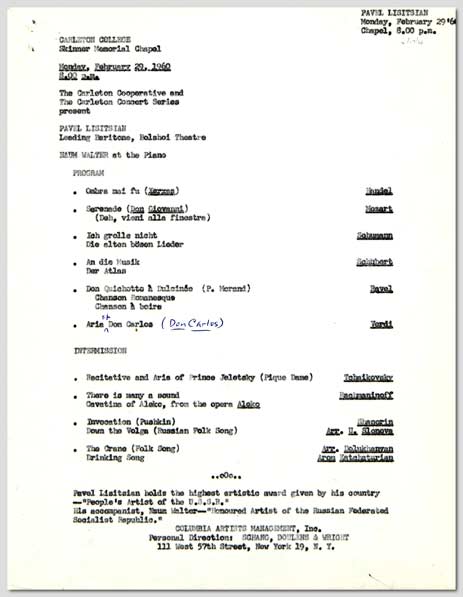 PAVEL LISITSIAN
Monday, February 29 '60
Chapel, 8.00 p.m.
CARLETON COLLEGE
Skinner Memorial Chapel
Monday, February 29, 1960
8.00 p.m.
The Carleton Cooperative and
The Carleton Concert Series
present
PAVEL LISITSIAN
Leading Baritone, Bolshoi Theatre
NAUM WALTER at the Piano
PROGRAM
. Ombra mai fu (Xerxes) Handel
. Serenade (Don Giovanni) Mozart
(Deh, vieni alla finestra)
. Ich grolle nicht Schumann
Die alten bösen Lieder
. An die Musik Schubert
Der Atlas
. Don Quichotte à Dulcinée (P. Morand) Ravel
Chanson Romanesque
Chanson à boire
. Aria Don Carlos (Don Carlos) Verdi
INTERMISSION
. Recitative and Aria of Prince Jeletsky (Pique Dame) Tchaikovsky
. There is many a sound Rachmaninoff
Cavatina of Aleko, from the opera Aleko
. Invocation (Pushkin) Shaporin
Down the Volga (Russian Folk Song) Arr. N. Slonova
. The Crane (Folk Song) Arr. Dolukhanyan
Drinking Song Aram Katchaturian
..oOo..
Pavel Lisitsian holds the highest artistic award given by his country
—"People's Artist of the U.S.S.R."
His accompanist, Naum Walter—"Honoured Artist of the Russian Federated
Socialist Republic."
COLUMBIA ARTISTS MANAGEMENT, Inc.
Personal Direction: SCHANG, DOULENS & WRIGHT
111 West 57th Street, New York 19, N. Y.